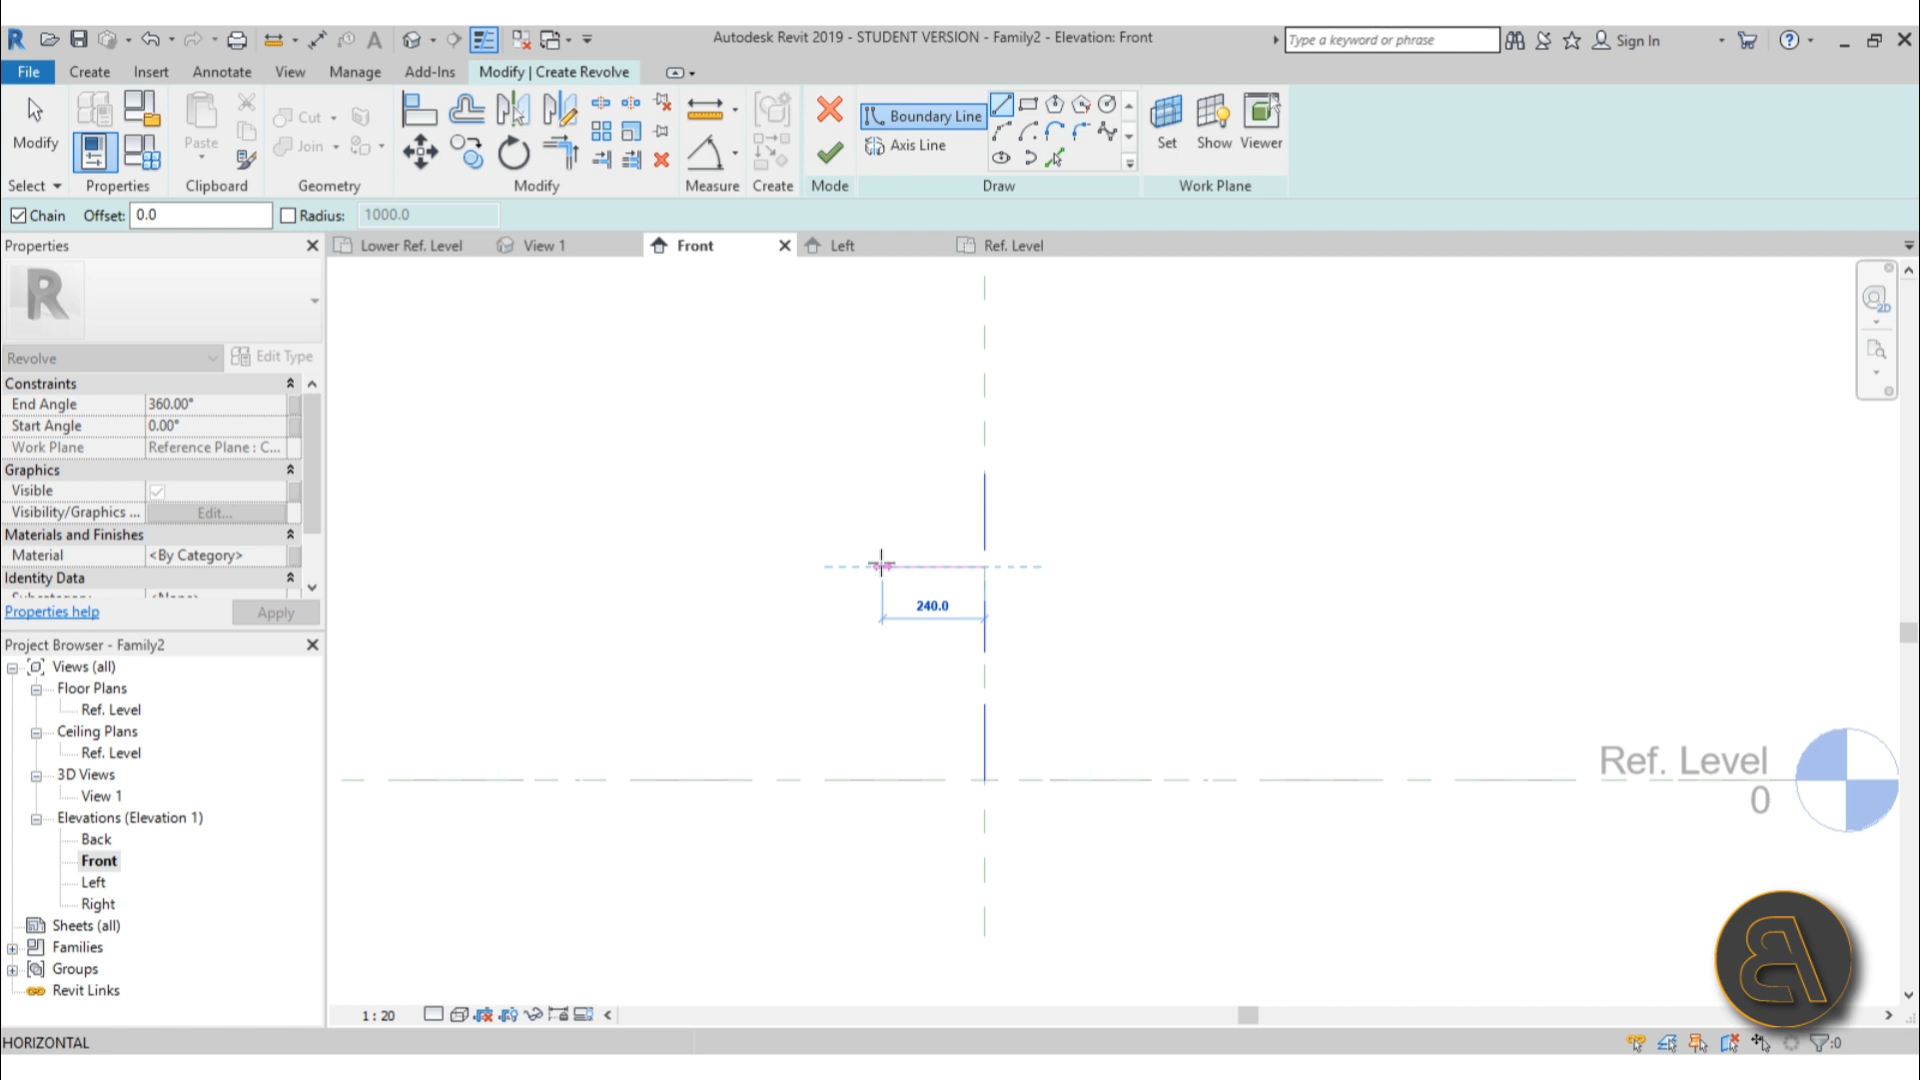 Autodesk Revit 2019 - STUDENT VERSION - Family2 - Elevation: Front
Type a keyword or phrase
Sign In
File
Create
Insert
Annotate
View
Manage
Add-Ins
Modify | Create Revolve
Modify
Paste
Cut
Join
Boundary Line
Axis Line
Set
Show
Viewer
Select
Properties
Clipboard
Geometry
Modify
Measure
Create
Mode
Draw
Work Plane
Chain
Offset: 0.0
Radius: 1000.0
Properties
Lower Ref. Level
View 1
Front
Left
Ref. Level
Revolve
Edit Type
Constraints
End Angle 360.00°
Start Angle 0.00°
Work Plane Reference Plane : C...
Graphics
Visible
Visibility/Graphics ... Edit...
Materials and Finishes
Material <By Category>
Identity Data
Properties help
Apply
Project Browser - Family2
Views (all)
Floor Plans
Ref. Level
Ceiling Plans
Ref. Level
3D Views
View 1
Elevations (Elevation 1)
Back
Front
Left
Right
Sheets (all)
Families
Groups
Revit Links
240.0
Ref. Level
0
2D
1 : 20
HORIZONTAL
:0